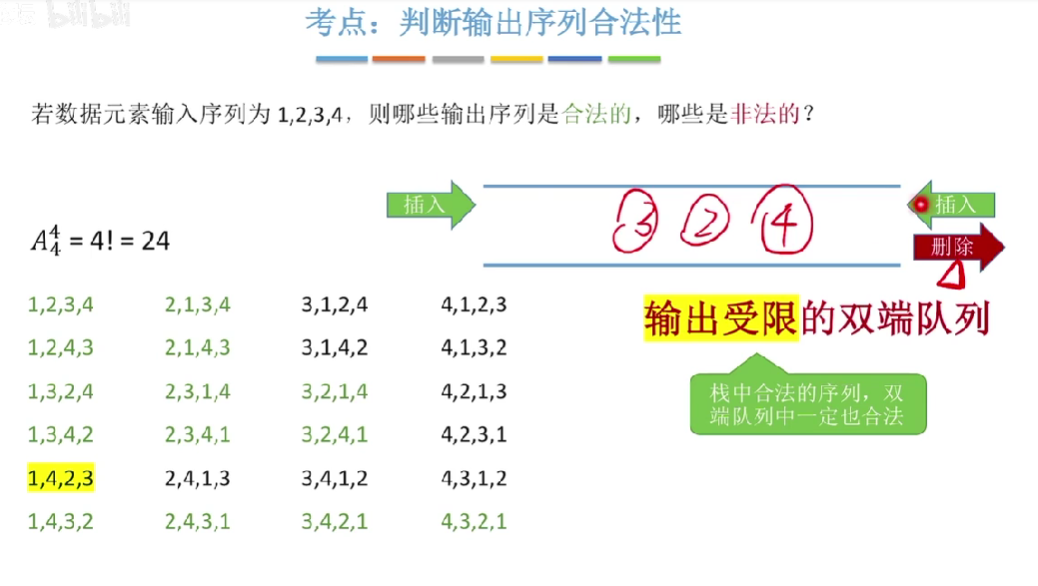 bilibili
考点：判断输出序列合法性
若数据元素输入序列为 1,2,3,4，则哪些输出序列是合法的，哪些是非法的？
插入 3 2 4 插入
删除
A₄⁴ = 4! = 24
输出受限的双端队列
栈中合法的序列，双
端队列中一定也合法
1,2,3,4 2,1,3,4 3,1,2,4 4,1,2,3
1,2,4,3 2,1,4,3 3,1,4,2 4,1,3,2
1,3,2,4 2,3,1,4 3,2,1,4 4,2,1,3
1,3,4,2 2,3,4,1 3,2,4,1 4,2,3,1
1,4,2,3 2,4,1,3 3,4,1,2 4,3,1,2
1,4,3,2 2,4,3,1 3,4,2,1 4,3,2,1